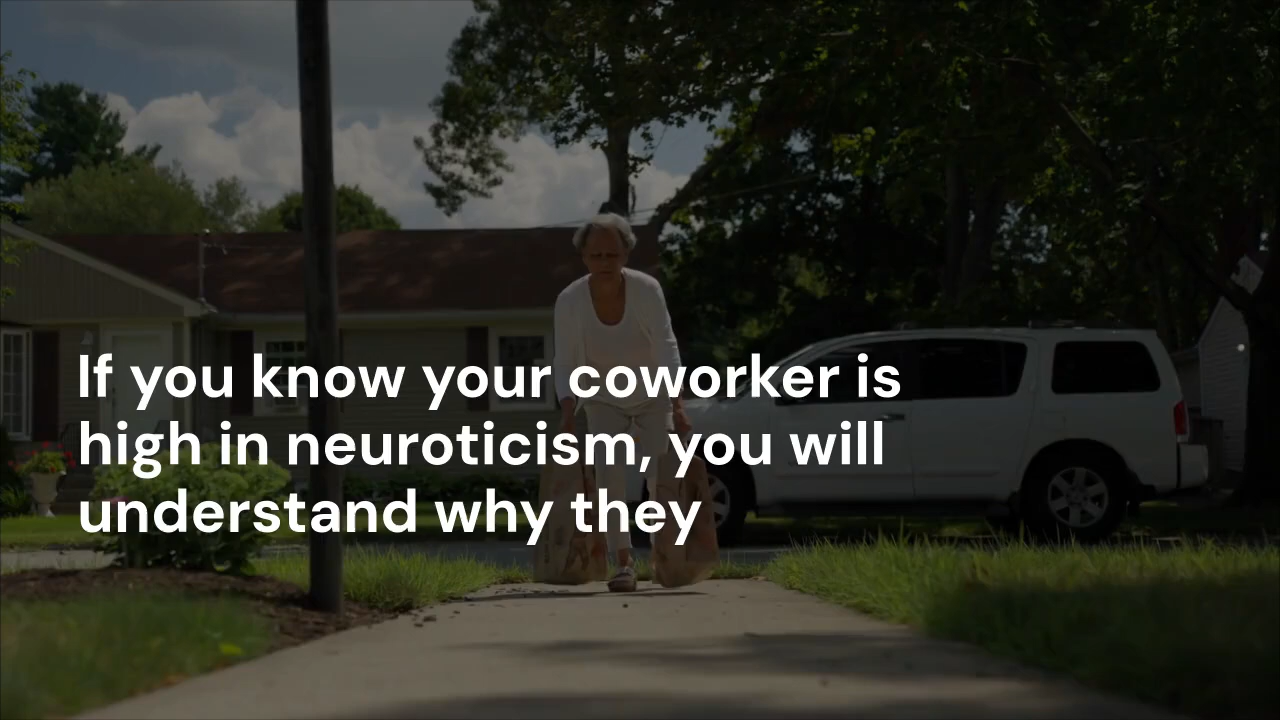 If you know your coworker is
high in neuroticism, you will
understand why they